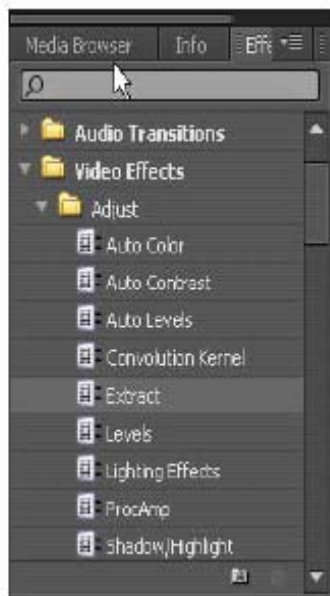 Media Browser Info Effe
Audio Transitions
Video Effects
Adjust
Auto Color
Auto Contrast
Auto Levels
Convolution Kernel
Extract
Levels
Lighting Effects
ProcAmp
Shadow/Highlight